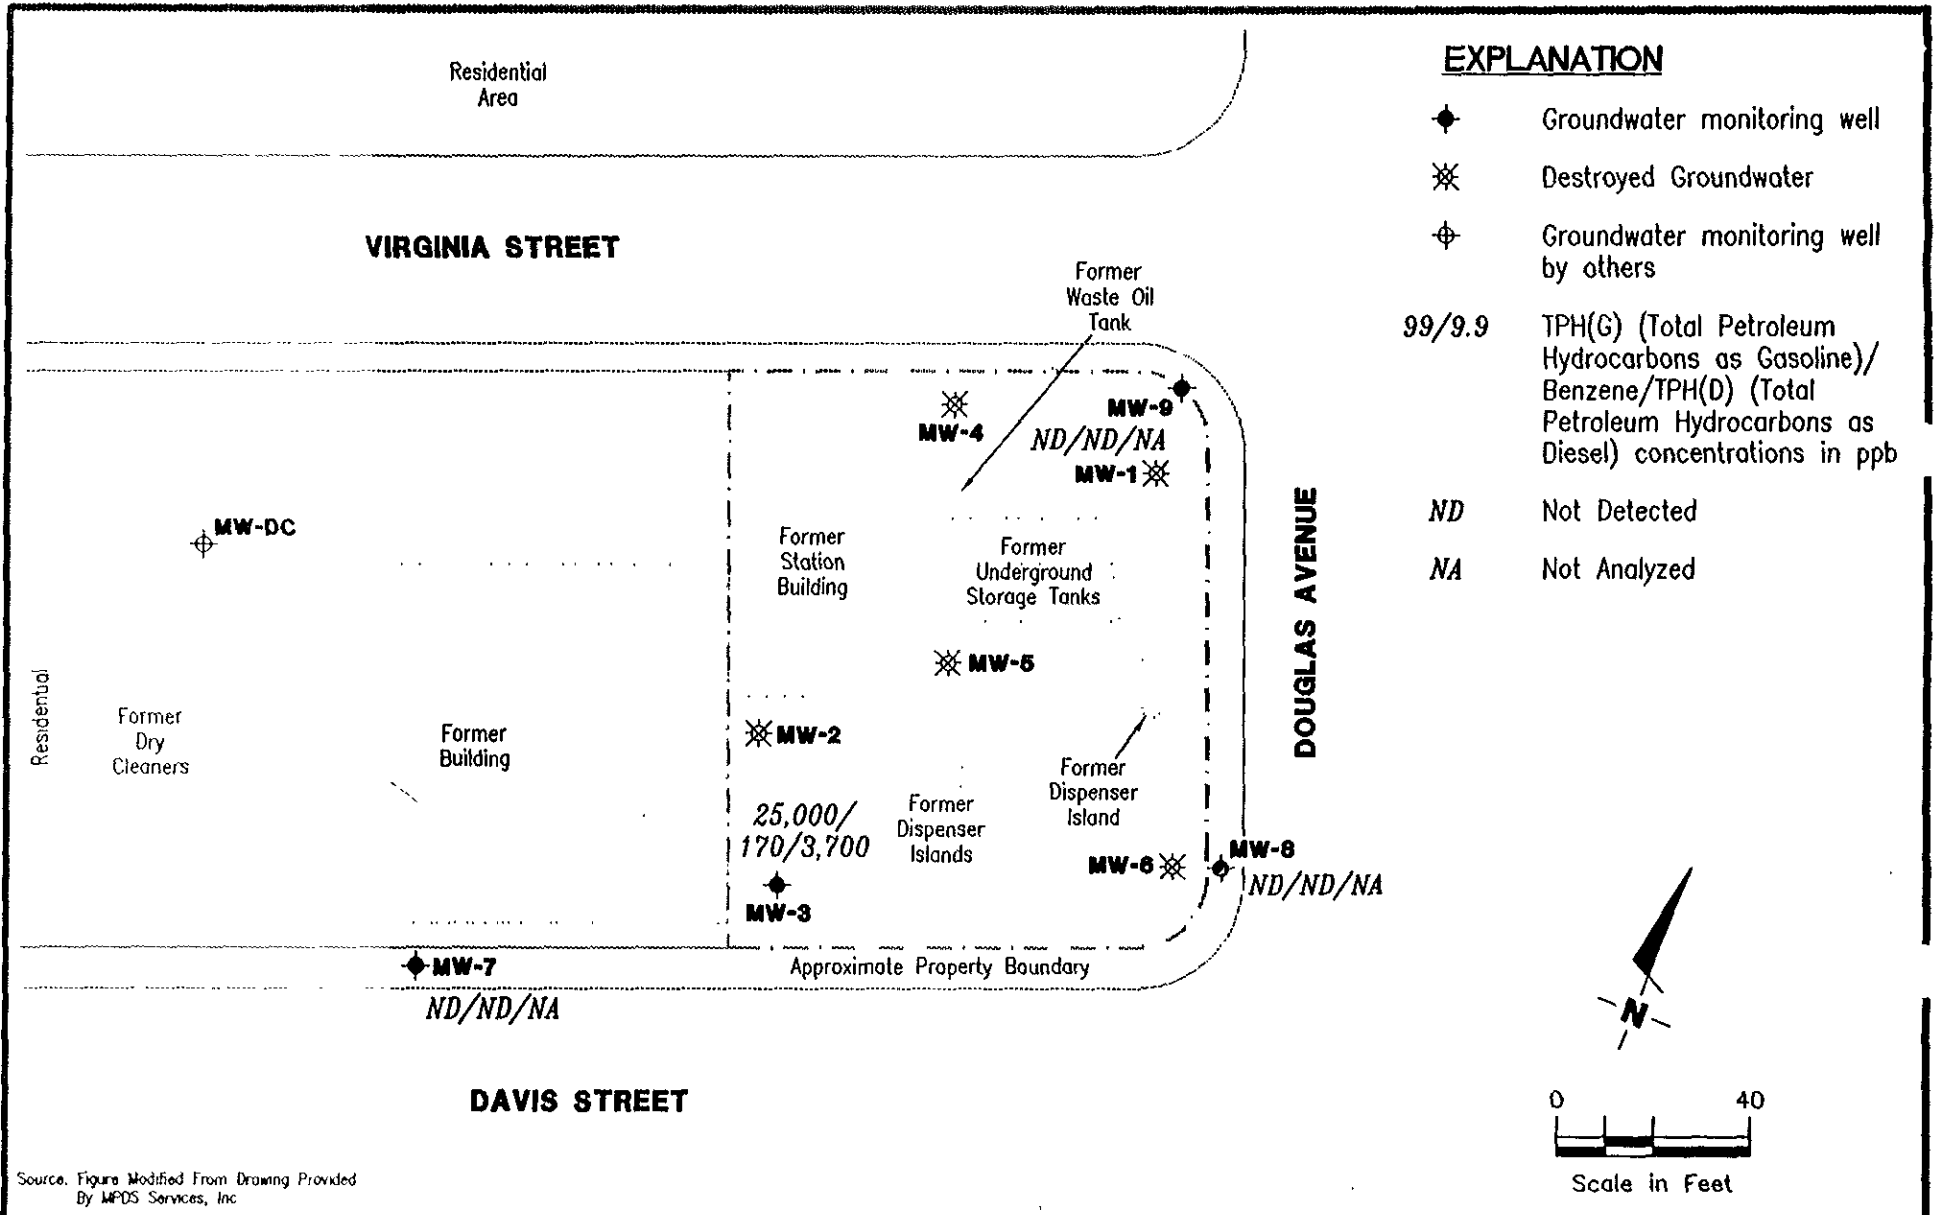 Residential
Area
VIRGINIA STREET
Former
Waste Oil
Tank
MW-4
MW-9
ND/ND/NA
MW-1
MW-DC
Former
Station
Building
Former
Underground
Storage Tanks
MW-5
MW-2
Residential
Former
Dry
Cleaners
Former
Building
25,000/
170/3,700
MW-3
Former
Dispenser
Islands
Former
Dispenser
Island
MW-6
MW-8
ND/ND/NA
DOUGLAS AVENUE
MW-7
ND/ND/NA
Approximate Property Boundary
DAVIS STREET
Source. Figure Modified From Drawing Provided
By MPDS Services, Inc
EXPLANATION
Groundwater monitoring well
Destroyed Groundwater
Groundwater monitoring well
by others
99/9.9 TPH(G) (Total Petroleum
Hydrocarbons as Gasoline)/
Benzene/TPH(D) (Total
Petroleum Hydrocarbons as
Diesel) concentrations in ppb
ND Not Detected
NA Not Analyzed
N
0 40
Scale in Feet